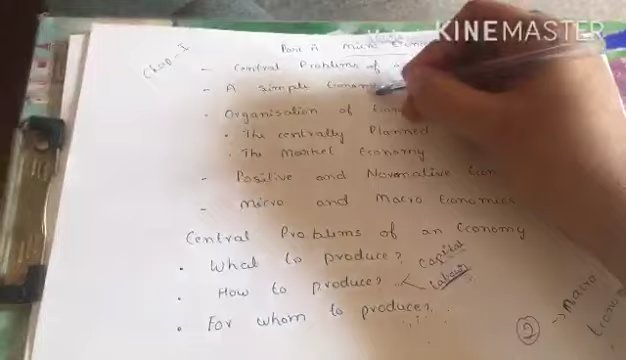 KINEMASTER
Chap-I
Part A Micro
- Central Problems of
- A simple
- Organisation of
• The centrally Planned
• The Market Economy
- Positive and Normative
- Micro and Macro Economics
Central Problems of an Economy
• What to produce?
• How to produce? Capital
Labour
• For whom to produce?
② → Macro